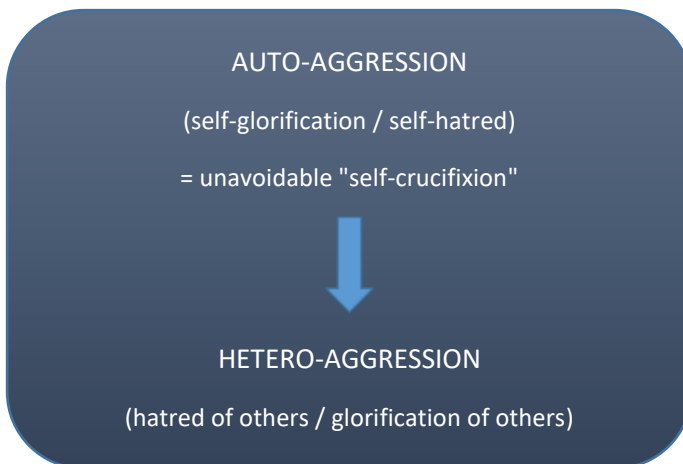 AUTO-AGGRESSION
(self-glorification / self-hatred)
= unavoidable "self-crucifixion"
HETERO-AGGRESSION
(hatred of others / glorification of others)